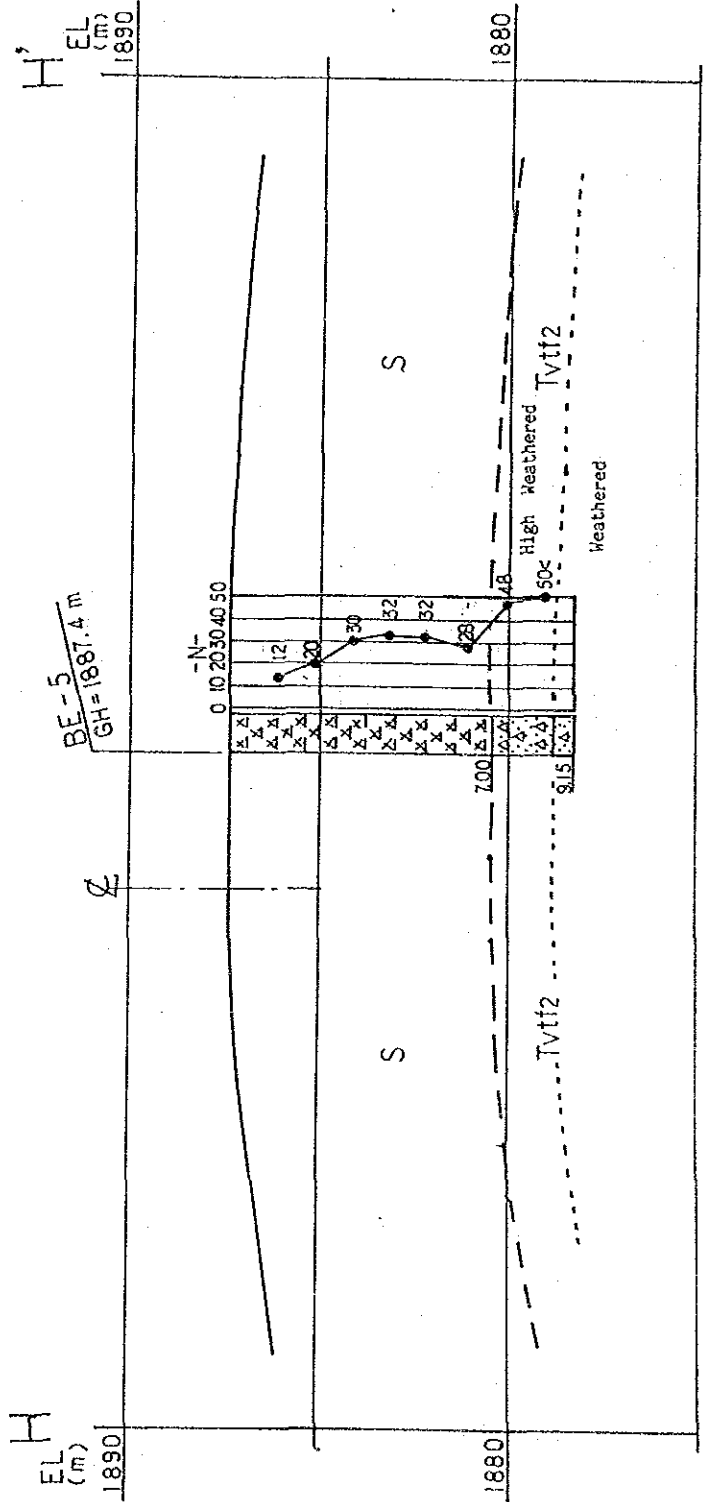 H
H'
EL
(m)
1890
EL
(m)
1890
BE-5
GH=1887.4 m
℄
-N-
0 10 20 30 40 50
12
20
30
32
32
28
48
50<
S
S
7.00
9.15
1880
1880
High Weathered
Tvtf2
Tvtf2
Weathered